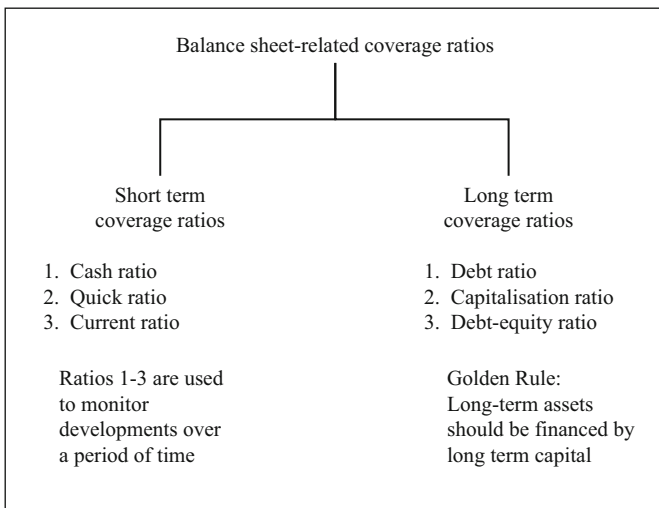 Balance sheet-related coverage ratios
Short term
coverage ratios
1. Cash ratio
2. Quick ratio
3. Current ratio
Ratios 1-3 are used
to monitor
developments over
a period of time
Long term
coverage ratios
1. Debt ratio
2. Capitalisation ratio
3. Debt-equity ratio
Golden Rule:
Long-term assets
should be financed by
long term capital